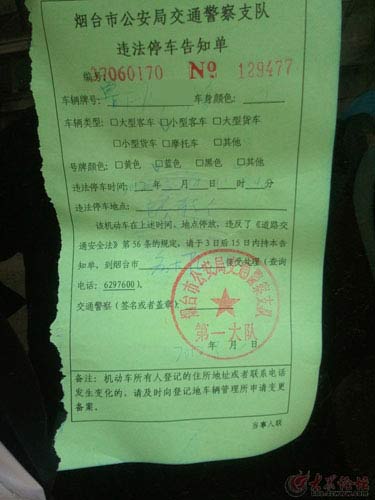 烟台市公安局交通警察支队
违法停车告知单
编号:37060170 № 129477
车辆牌号: 车身颜色:
车辆类型:□大型客车 □小型客车 □大型货车
□小型货车 □摩托车 □其他
号牌颜色:□黄色 □蓝色 □黑色 □其他
违法停车时间: 年 月 日 时 分
违法停车地点:
该机动车在上述时间、地点停放,违反了《道路交
通安全法》第56条的规定,请于3日后15日内持本告
知单,到烟台市 接受处理(查询
电话:6297600)
交通警察(签名或者盖章)
烟台市公安局交通警察支队
第一大队
年 月 日
备注:机动车所有人登记的住所地址或者联系电话
发生变化的,请及时向登记地车辆管理所申请变更
备案。
当事人联
大众论坛